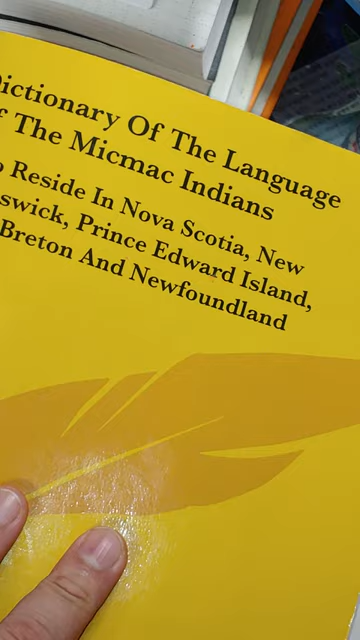 Dictionary Of The Language
f The Micmac Indians
o Reside In Nova Scotia, New
swick, Prince Edward Island,
Breton And Newfoundland